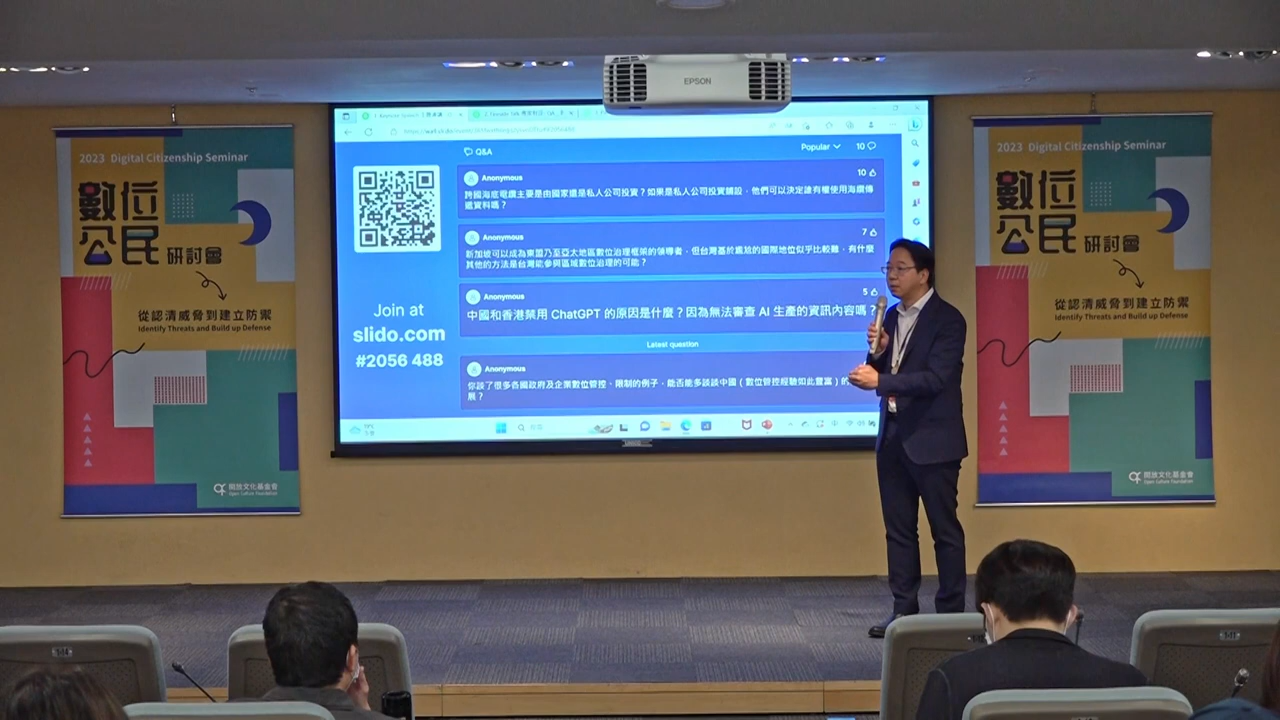 EPSON
2023 Digital Citizenship Seminar
數位
公民 研討會
從認清威脅到建立防禦
Identify Threats and Build up Defense
開放文化基金會
Open Culture Foundation
Q&A
Popular
10
Join at
slido.com
#2056 488
Anonymous
10
跨國海底電纜主要是由國家還是私人公司投資？如果是私人公司投資鋪設，他們可以決定誰有權使用海纜傳
遞資料嗎？
Anonymous
7
新加坡可以成為東盟乃至亞太地區數位治理框架的領導者，但台灣基於尷尬的國際地位似乎比較難，有什麼
其他的方法是台灣能參與區域數位治理的可能？
Anonymous
5
中國和香港禁用 ChatGPT 的原因是什麼？因為無法審查 AI 生產的資訊內容嗎？
Latest question
Anonymous
你談了很多各國政府及企業數位管控、限制的例子，能否能多談談中國（數位管控經驗如此豐富）的
展？
2023 Digital Citizenship Seminar
數位
公民 研討會
從認清威脅到建立防禦
Identify Threats and Build up Defense
開放文化基金會
Open Culture Foundation